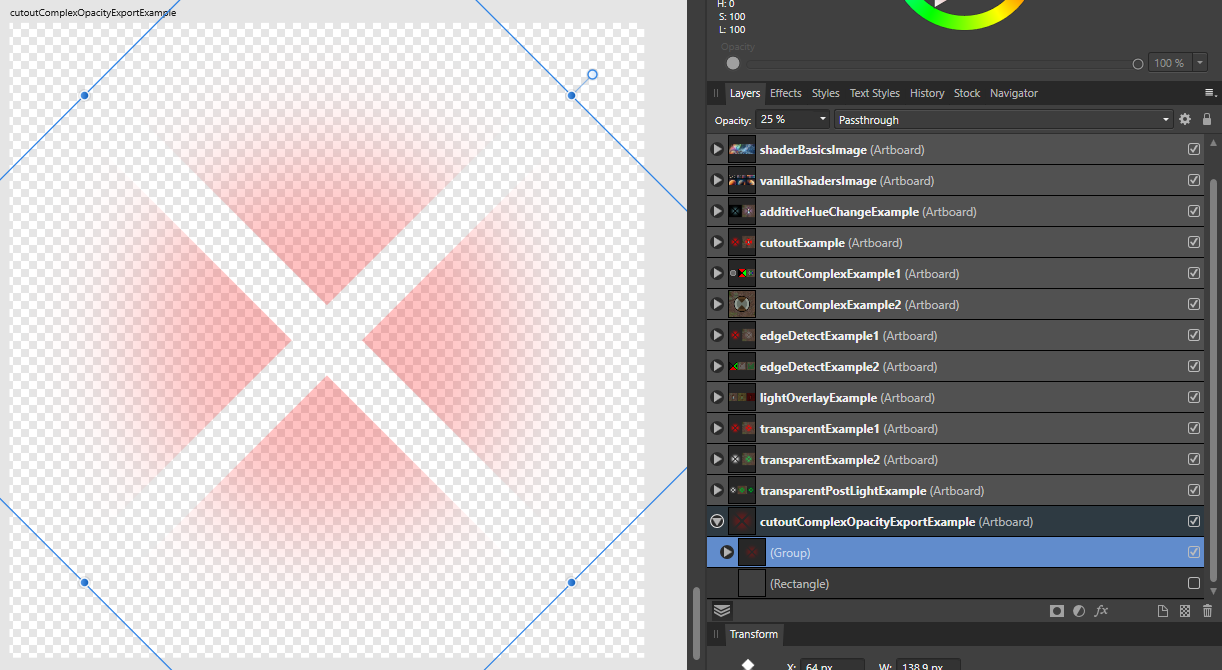 cutoutComplexOpacityExportExample
H: 0
S: 100
L: 100
Opacity
100 %
Layers Effects Styles Text Styles History Stock Navigator
Opacity: 25 % Passthrough
shaderBasicsImage (Artboard)
vanillaShadersImage (Artboard)
additiveHueChangeExample (Artboard)
cutoutExample (Artboard)
cutoutComplexExample1 (Artboard)
cutoutComplexExample2 (Artboard)
edgeDetectExample1 (Artboard)
edgeDetectExample2 (Artboard)
lightOverlayExample (Artboard)
transparentExample1 (Artboard)
transparentExample2 (Artboard)
transparentPostLightExample (Artboard)
cutoutComplexOpacityExportExample (Artboard)
(Group)
(Rectangle)
fx
Transform
X: 64 px W: 138.9 px